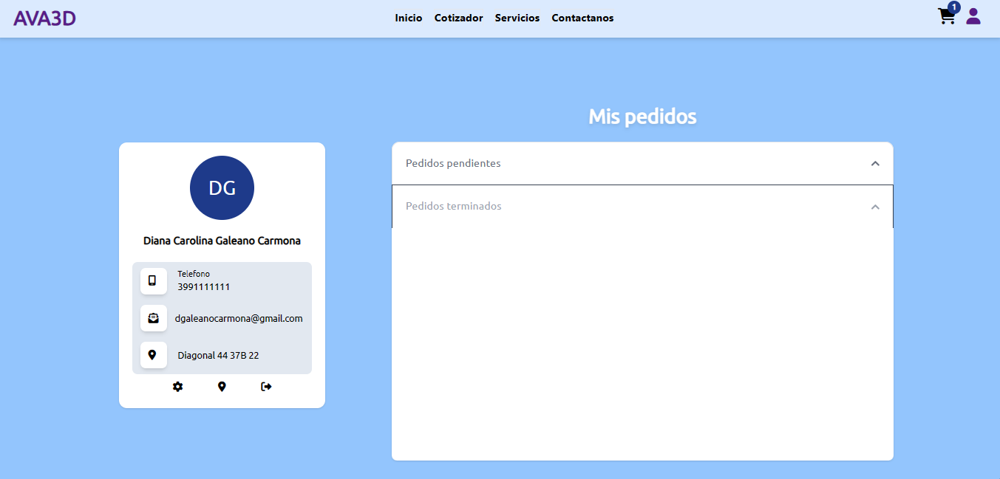 AVA3D
Inicio Cotizador Servicios Contactanos
1
Mis pedidos
DG
Diana Carolina Galeano Carmona
Telefono
3991111111
dgaleanocarmona@gmail.com
Diagonal 44 37B 22
Pedidos pendientes
Pedidos terminados